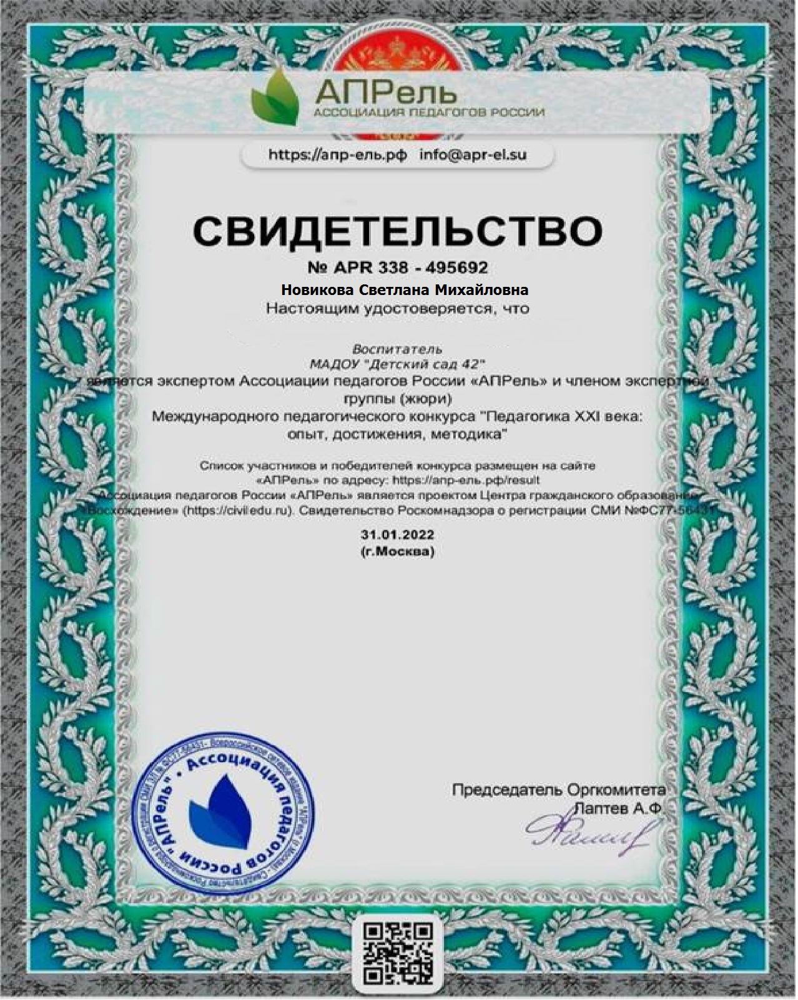 АПРель
АССОЦИАЦИЯ ПЕДАГОГОВ РОССИИ
https://апр-ель.рф info@apr-el.su
СВИДЕТЕЛЬСТВО
№ APR 338 - 495692
Новикова Светлана Михайловна
Настоящим удостоверяется, что
Воспитатель
МАДОУ "Детский сад 42"
является экспертом Ассоциации педагогов России «АПРель» и членом экспертной
группы (жюри)
Международного педагогического конкурса "Педагогика XXI века:
опыт, достижения, методика"
Список участников и победителей конкурса размещен на сайте
«АПРель» по адресу: https://апр-ель.рф/result
Ассоциация педагогов России «АПРель» является проектом Центра гражданского образования
«Восхождение» (https://civiledu.ru). Свидетельство Роскомнадзора о регистрации СМИ №ФС77-56431
31.01.2022
(г.Москва)
Ассоциация педагогов России "АПРель" •
Председатель Оргкомитета
Лаптев А.Ф.